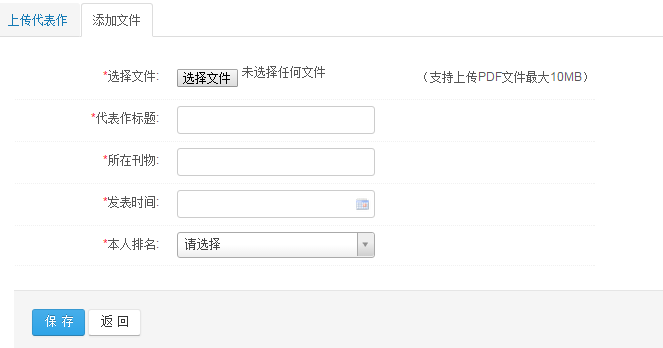 上传代表作 添加文件
*选择文件: 选择文件 未选择任何文件 （支持上传PDF文件最大10MB）
*代表作标题:
*所在刊物:
*发表时间:
*本人排名: 请选择
保 存 返 回